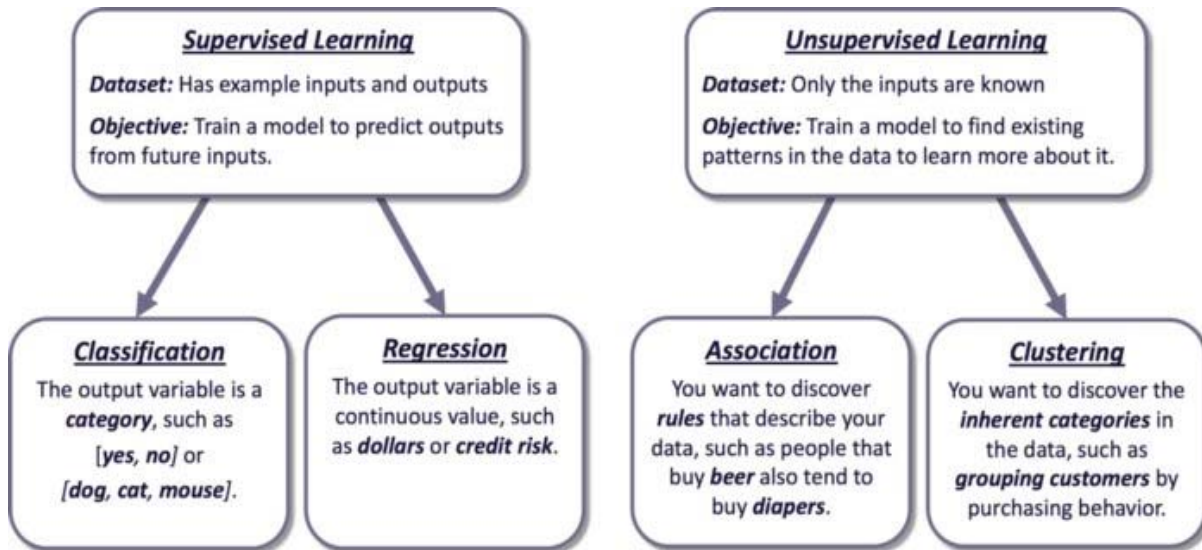 Supervised Learning
Dataset: Has example inputs and outputs
Objective: Train a model to predict outputs
from future inputs.
Unsupervised Learning
Dataset: Only the inputs are known
Objective: Train a model to find existing
patterns in the data to learn more about it.
Classification
The output variable is a
category, such as
[yes, no] or
[dog, cat, mouse].
Regression
The output variable is a
continuous value, such
as dollars or credit risk.
Association
You want to discover
rules that describe your
data, such as people that
buy beer also tend to
buy diapers.
Clustering
You want to discover the
inherent categories in
the data, such as
grouping customers by
purchasing behavior.